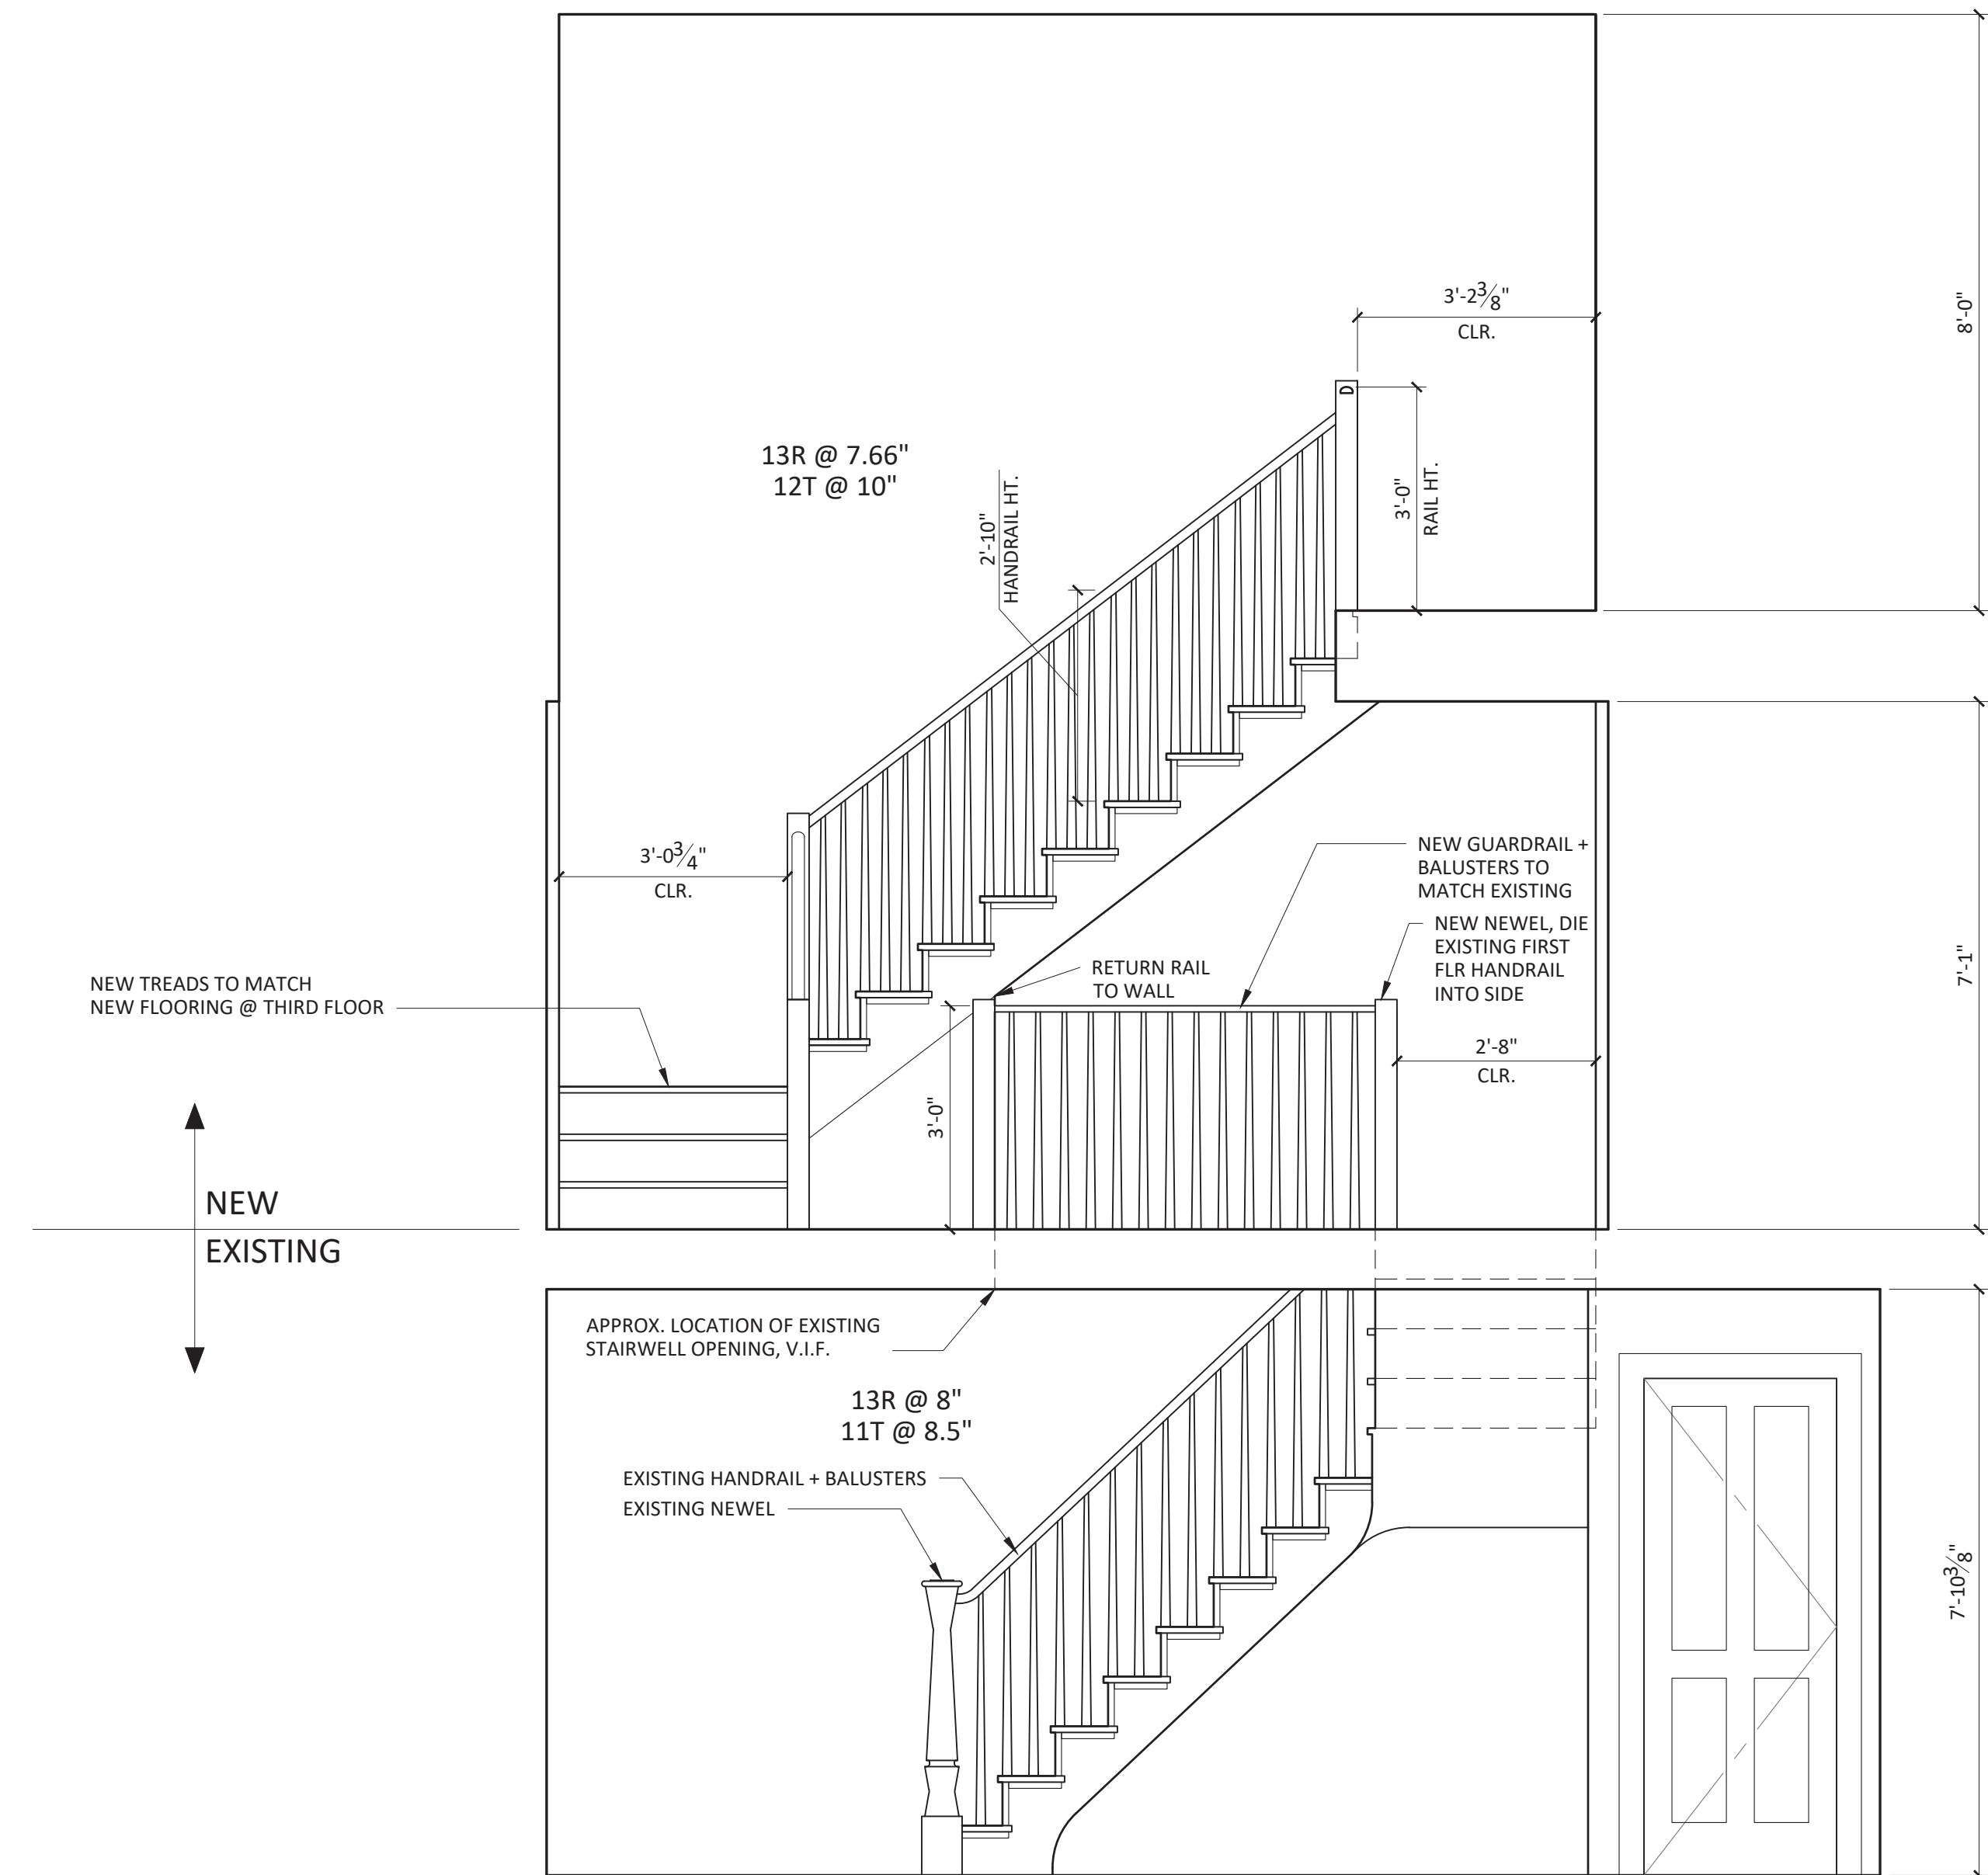 3'-2 3/8"
CLR.
8'-0"
D
13R @ 7.66"
12T @ 10"
2'-10"
HANDRAIL HT.
3'-0"
RAIL HT.
3'-0 3/4"
CLR.
NEW GUARDRAIL +
BALUSTERS TO
MATCH EXISTING
NEW NEWEL, DIE
EXISTING FIRST
FLR HANDRAIL
INTO SIDE
RETURN RAIL
TO WALL
NEW TREADS TO MATCH
NEW FLOORING @ THIRD FLOOR
7'-1"
2'-8"
CLR.
3'-0"
NEW
EXISTING
APPROX. LOCATION OF EXISTING
STAIRWELL OPENING, V.I.F.
13R @ 8"
11T @ 8.5"
EXISTING HANDRAIL + BALUSTERS
EXISTING NEWEL
7'-10 3/8"